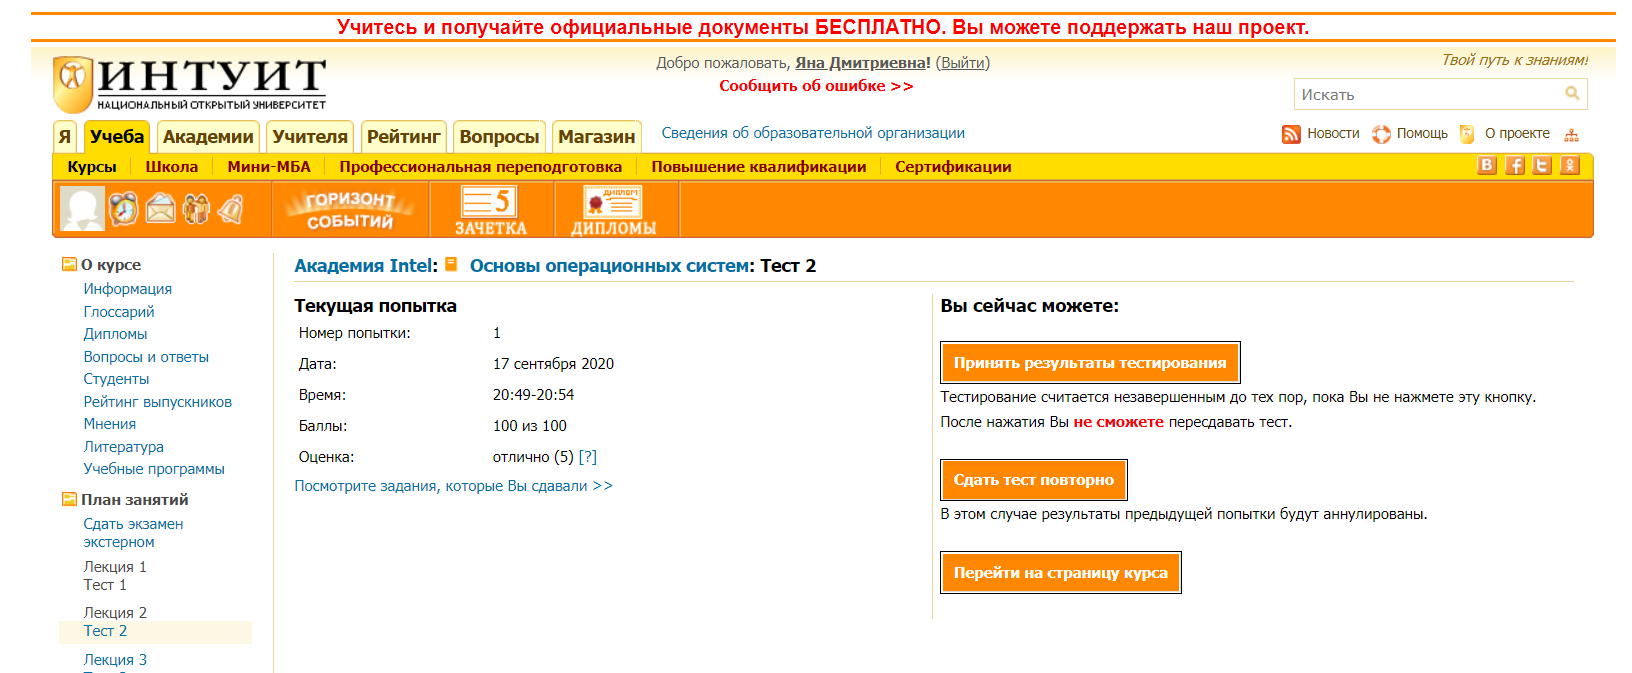 Учитесь и получайте официальные документы БЕСПЛАТНО. Вы можете поддержать наш проект.
ИНТУИТ
НАЦИОНАЛЬНЫЙ ОТКРЫТЫЙ УНИВЕРСИТЕТ
Добро пожаловать, Яна Дмитриевна! (Выйти)
Сообщить об ошибке >>
Твой путь к знаниям!
Искать
Я Учеба Академии Учителя Рейтинг Вопросы Магазин Сведения об образовательной организации
Новости Помощь О проекте
Курсы Школа Мини-МБА Профессиональная переподготовка Повышение квалификации Сертификации
В f t
ГОРИЗОНТ
СОБЫТИЙ
5
ЗАЧЕТКА
ДИПЛОМ
ДИПЛОМЫ
О курсе
Информация
Глоссарий
Дипломы
Вопросы и ответы
Студенты
Рейтинг выпускников
Мнения
Литература
Учебные программы
План занятий
Сдать экзамен
экстерном
Лекция 1
Тест 1
Лекция 2
Тест 2
Лекция 3
Академия Intel: Основы операционных систем: Тест 2
Текущая попытка
Номер попытки: 1
Дата: 17 сентября 2020
Время: 20:49-20:54
Баллы: 100 из 100
Оценка: отлично (5) [?]
Посмотрите задания, которые Вы сдавали >>
Вы сейчас можете:
Принять результаты тестирования
Тестирование считается незавершенным до тех пор, пока Вы не нажмете эту кнопку.
После нажатия Вы не сможете пересдавать тест.
Сдать тест повторно
В этом случае результаты предыдущей попытки будут аннулированы.
Перейти на страницу курса